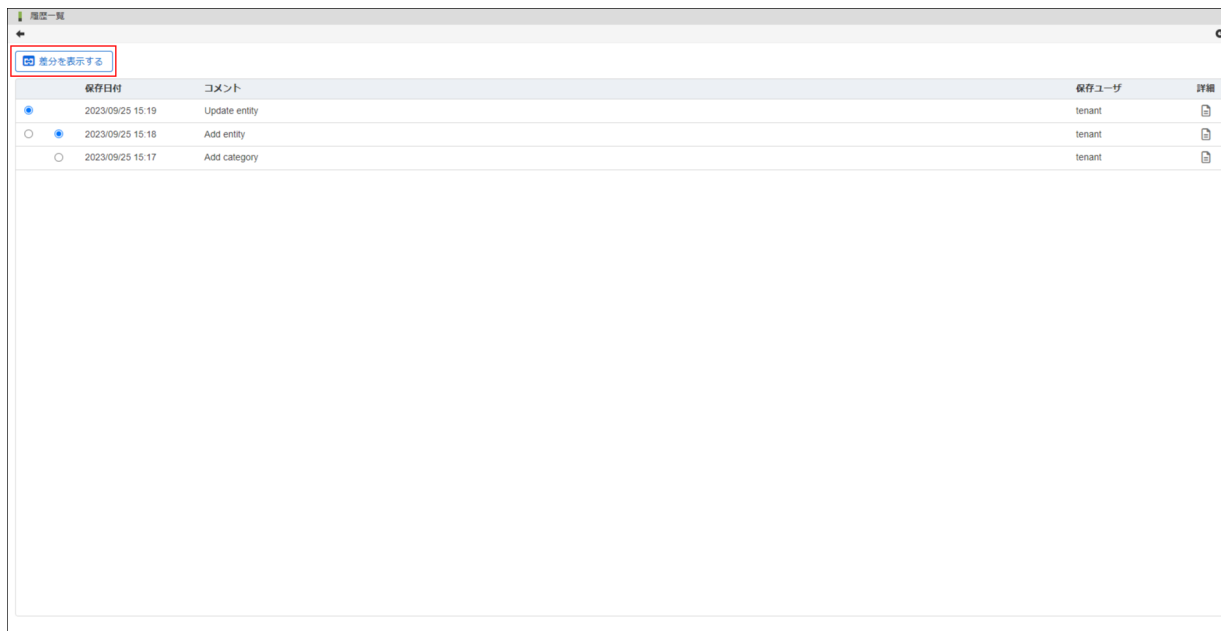 履歴一覧
差分を表示する
保存日付 コメント 保存ユーザ 詳細
2023/09/25 15:19 Update entity tenant
2023/09/25 15:18 Add entity tenant
2023/09/25 15:17 Add category tenant